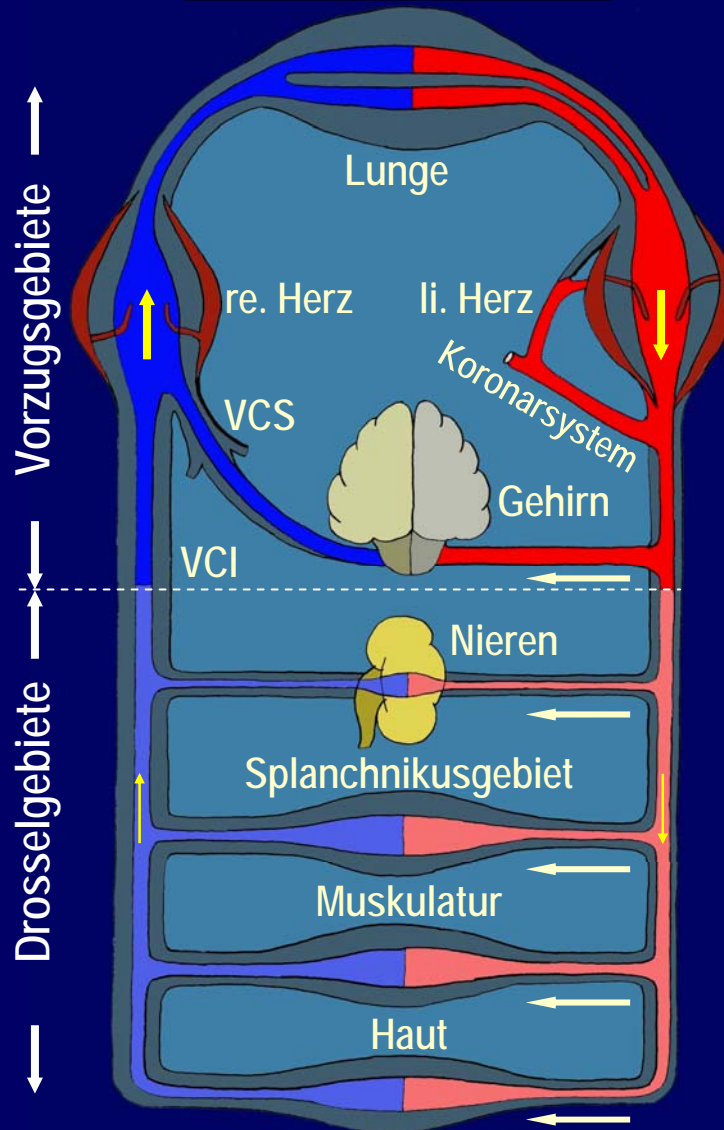 Vorzugsgebiete
Drosselgebiete
Lunge
re. Herz
li. Herz
Koronarsystem
VCS
Gehirn
VCI
Nieren
Splanchnikusgebiet
Muskulatur
Haut